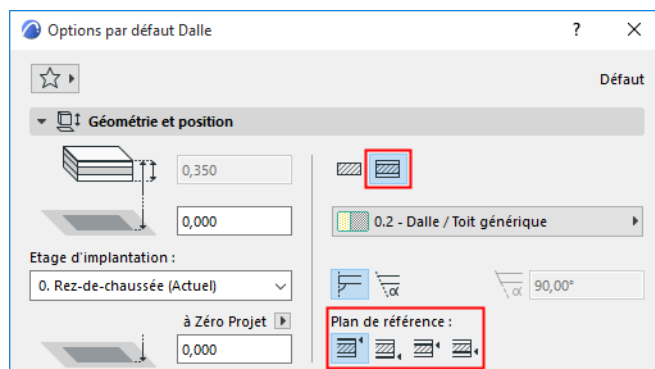 Options par défaut Dalle ? ×
Défaut
Géométrie et position
0,350
0,000
0.2 - Dalle / Toit générique
Etage d'implantation :
0. Rez-de-chaussée (Actuel)
α α 90,00°
à Zéro Projet
Plan de référence :
0,000